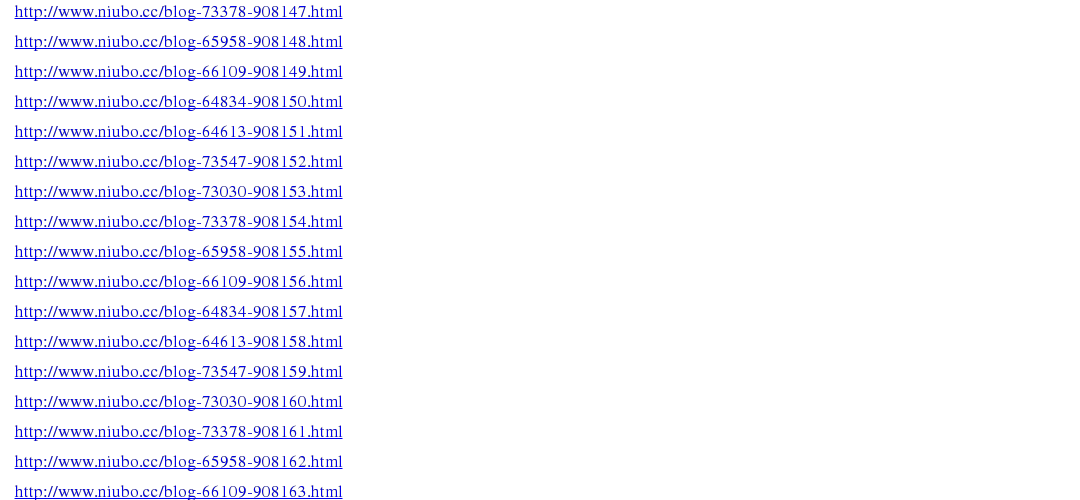 http://www.niubo.cc/blog-73378-908147.html
http://www.niubo.cc/blog-65958-908148.html
http://www.niubo.cc/blog-66109-908149.html
http://www.niubo.cc/blog-64834-908150.html
http://www.niubo.cc/blog-64613-908151.html
http://www.niubo.cc/blog-73547-908152.html
http://www.niubo.cc/blog-73030-908153.html
http://www.niubo.cc/blog-73378-908154.html
http://www.niubo.cc/blog-65958-908155.html
http://www.niubo.cc/blog-66109-908156.html
http://www.niubo.cc/blog-64834-908157.html
http://www.niubo.cc/blog-64613-908158.html
http://www.niubo.cc/blog-73547-908159.html
http://www.niubo.cc/blog-73030-908160.html
http://www.niubo.cc/blog-73378-908161.html
http://www.niubo.cc/blog-65958-908162.html
http://www.niubo.cc/blog-66109-908163.html